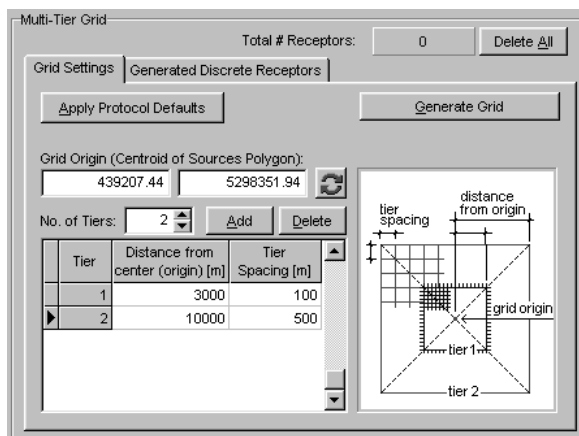 Multi-Tier Grid
Total # Receptors: 0 Delete All
Grid Settings Generated Discrete Receptors
Apply Protocol Defaults Generate Grid
Grid Origin (Centroid of Sources Polygon):
439207.44 5298351.94
No. of Tiers: 2 Add Delete
Tier Distance from center (origin) [m] Tier Spacing [m]
1 3000 100
2 10000 500
tier spacing
distance from origin
grid origin
tier 1
tier 2